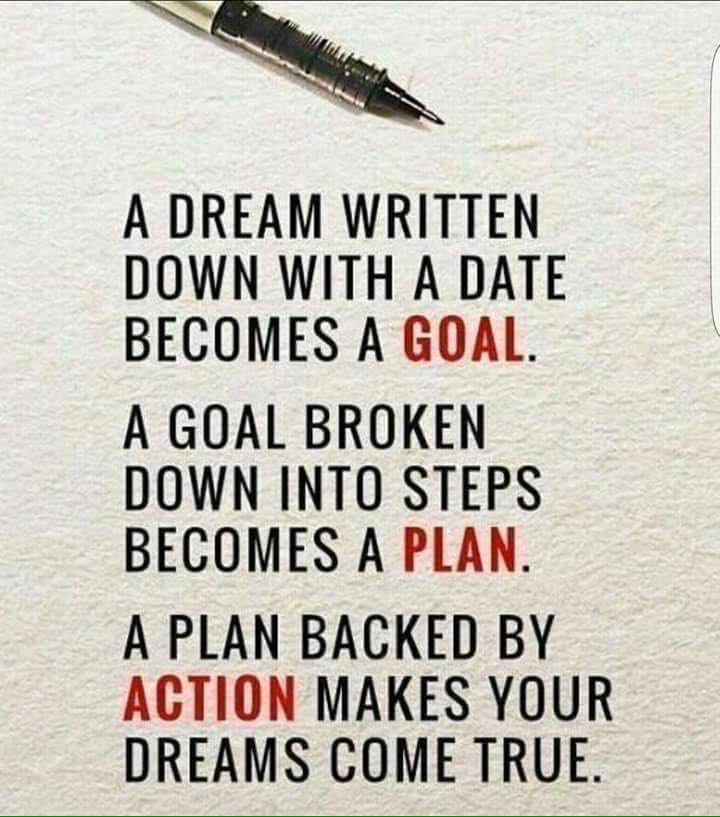 A DREAM WRITTEN
DOWN WITH A DATE
BECOMES A GOAL.
A GOAL BROKEN
DOWN INTO STEPS
BECOMES A PLAN.
A PLAN BACKED BY
ACTION MAKES YOUR
DREAMS COME TRUE.